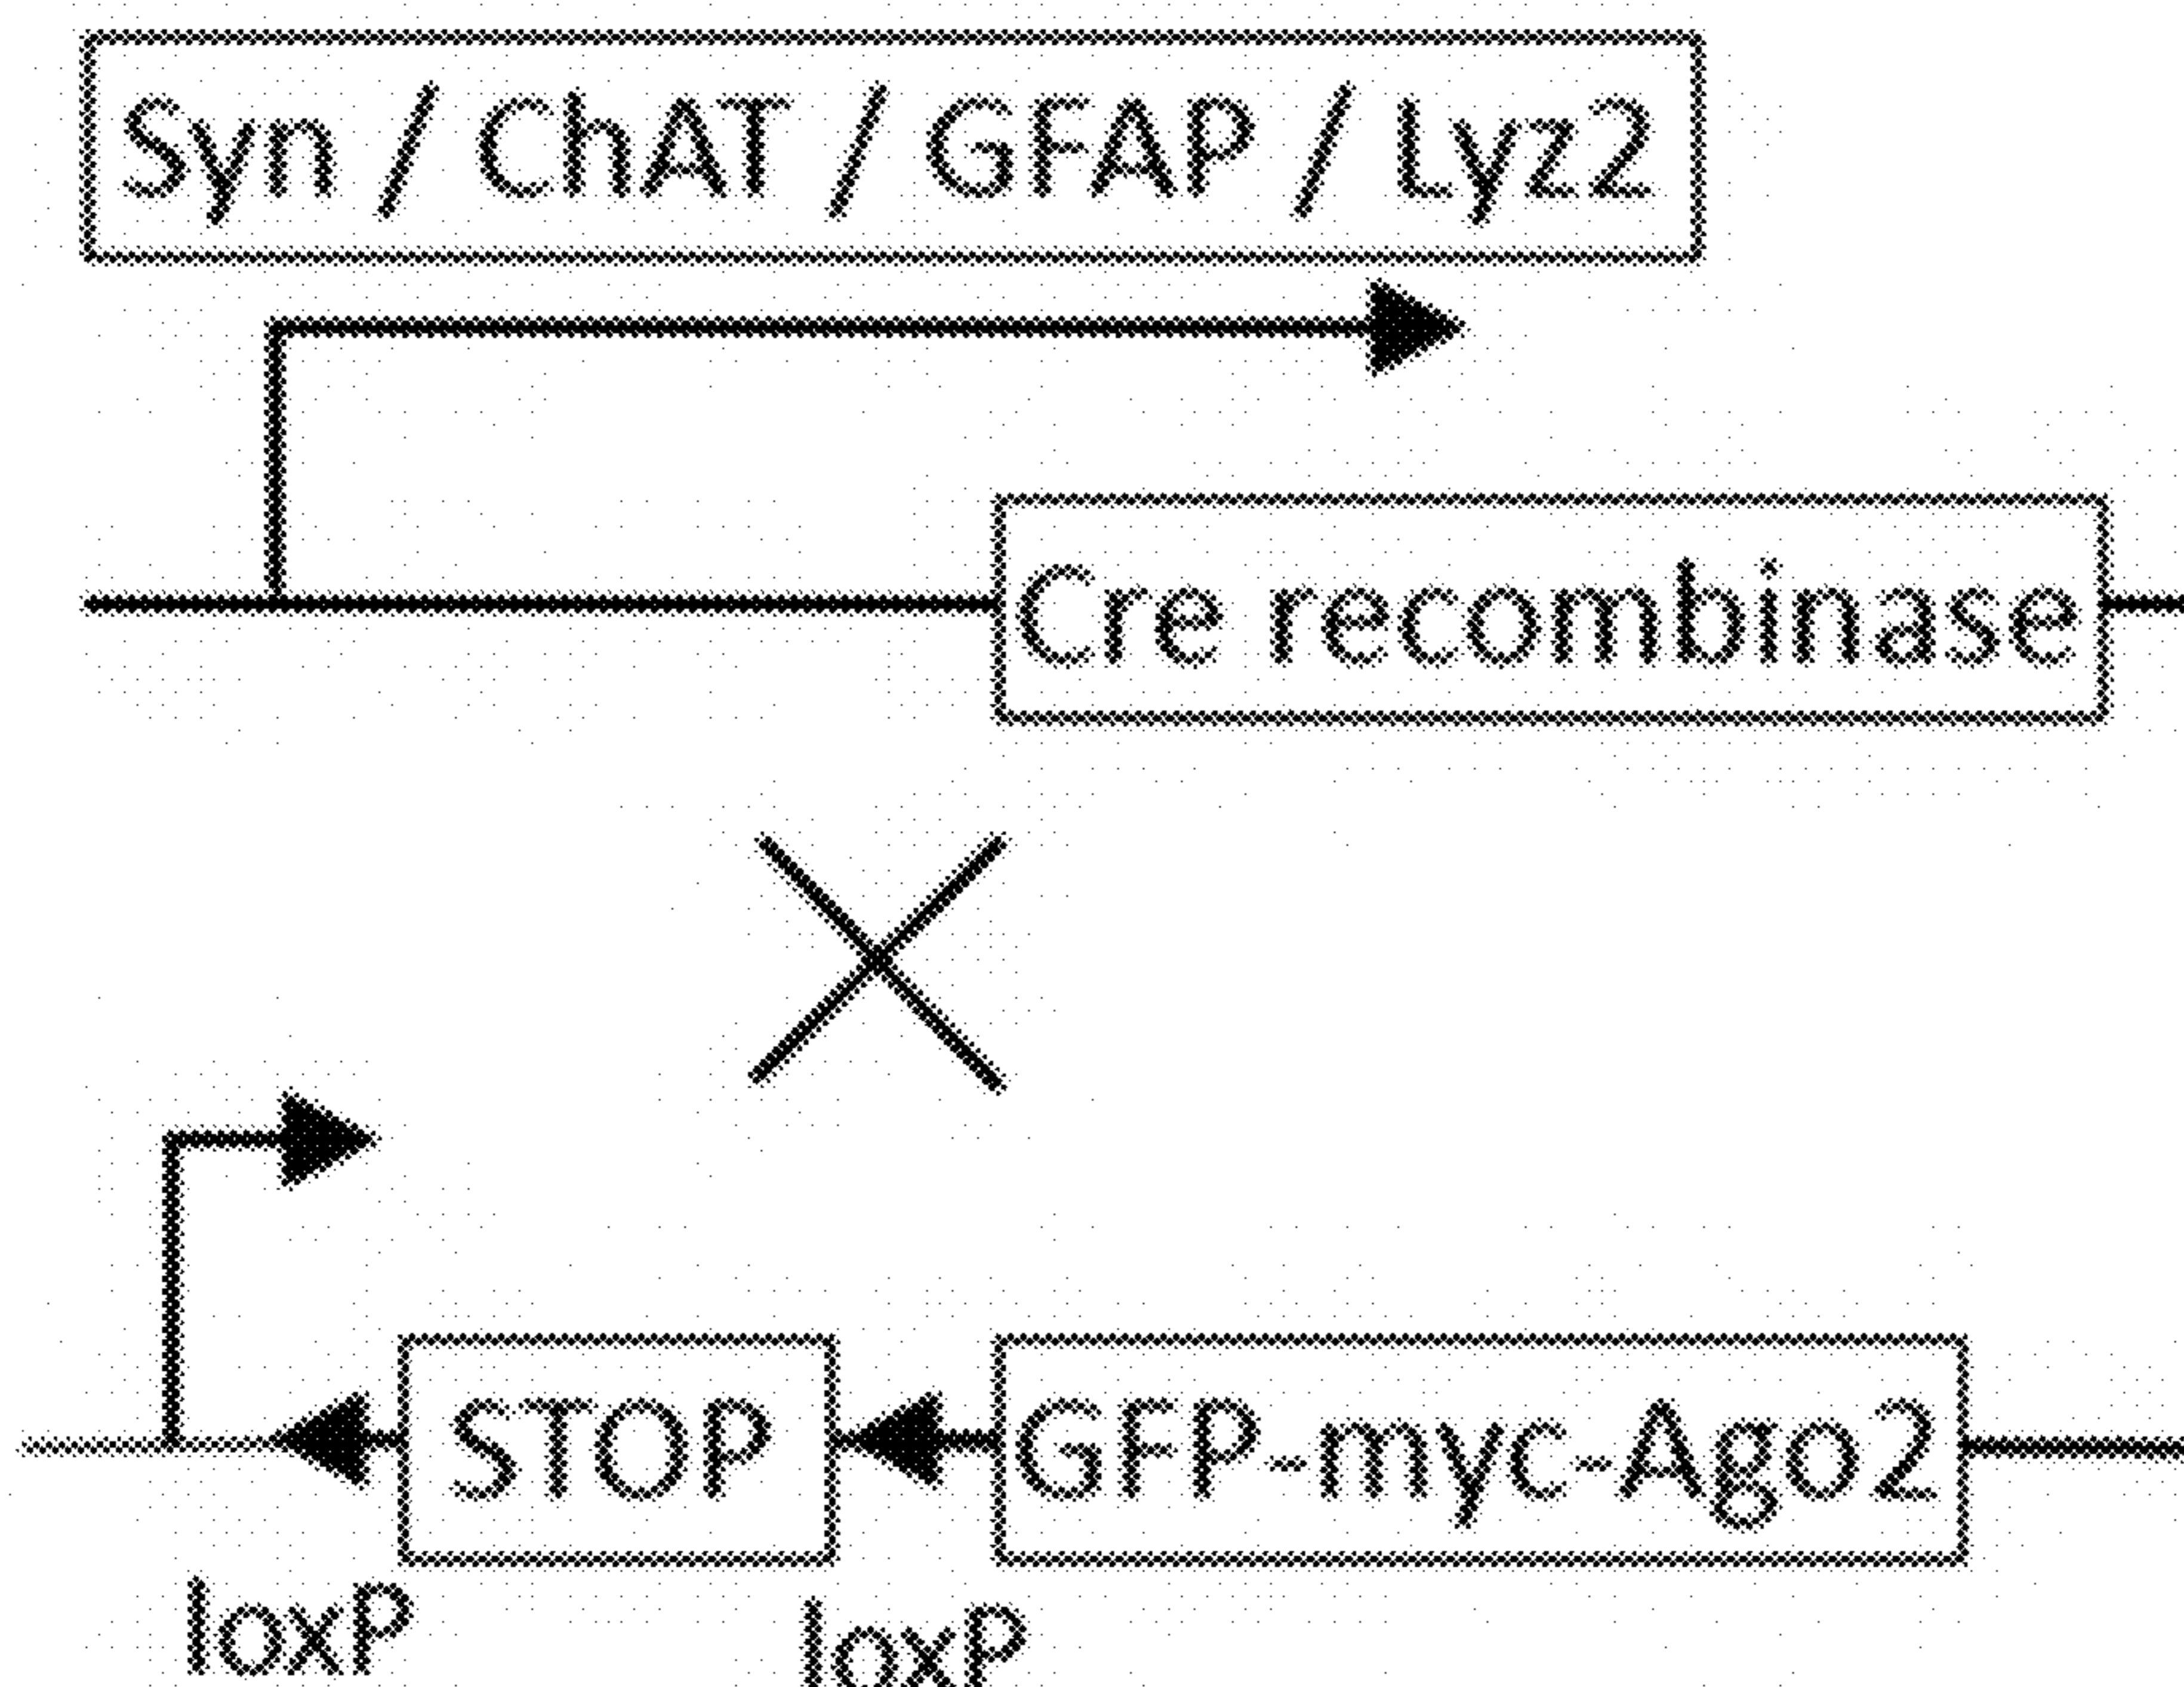 Syn / ChAT / GFAP / Lyz2
Cre recombinase
STOP
GFP-myc-Ago2
loxP
loxP